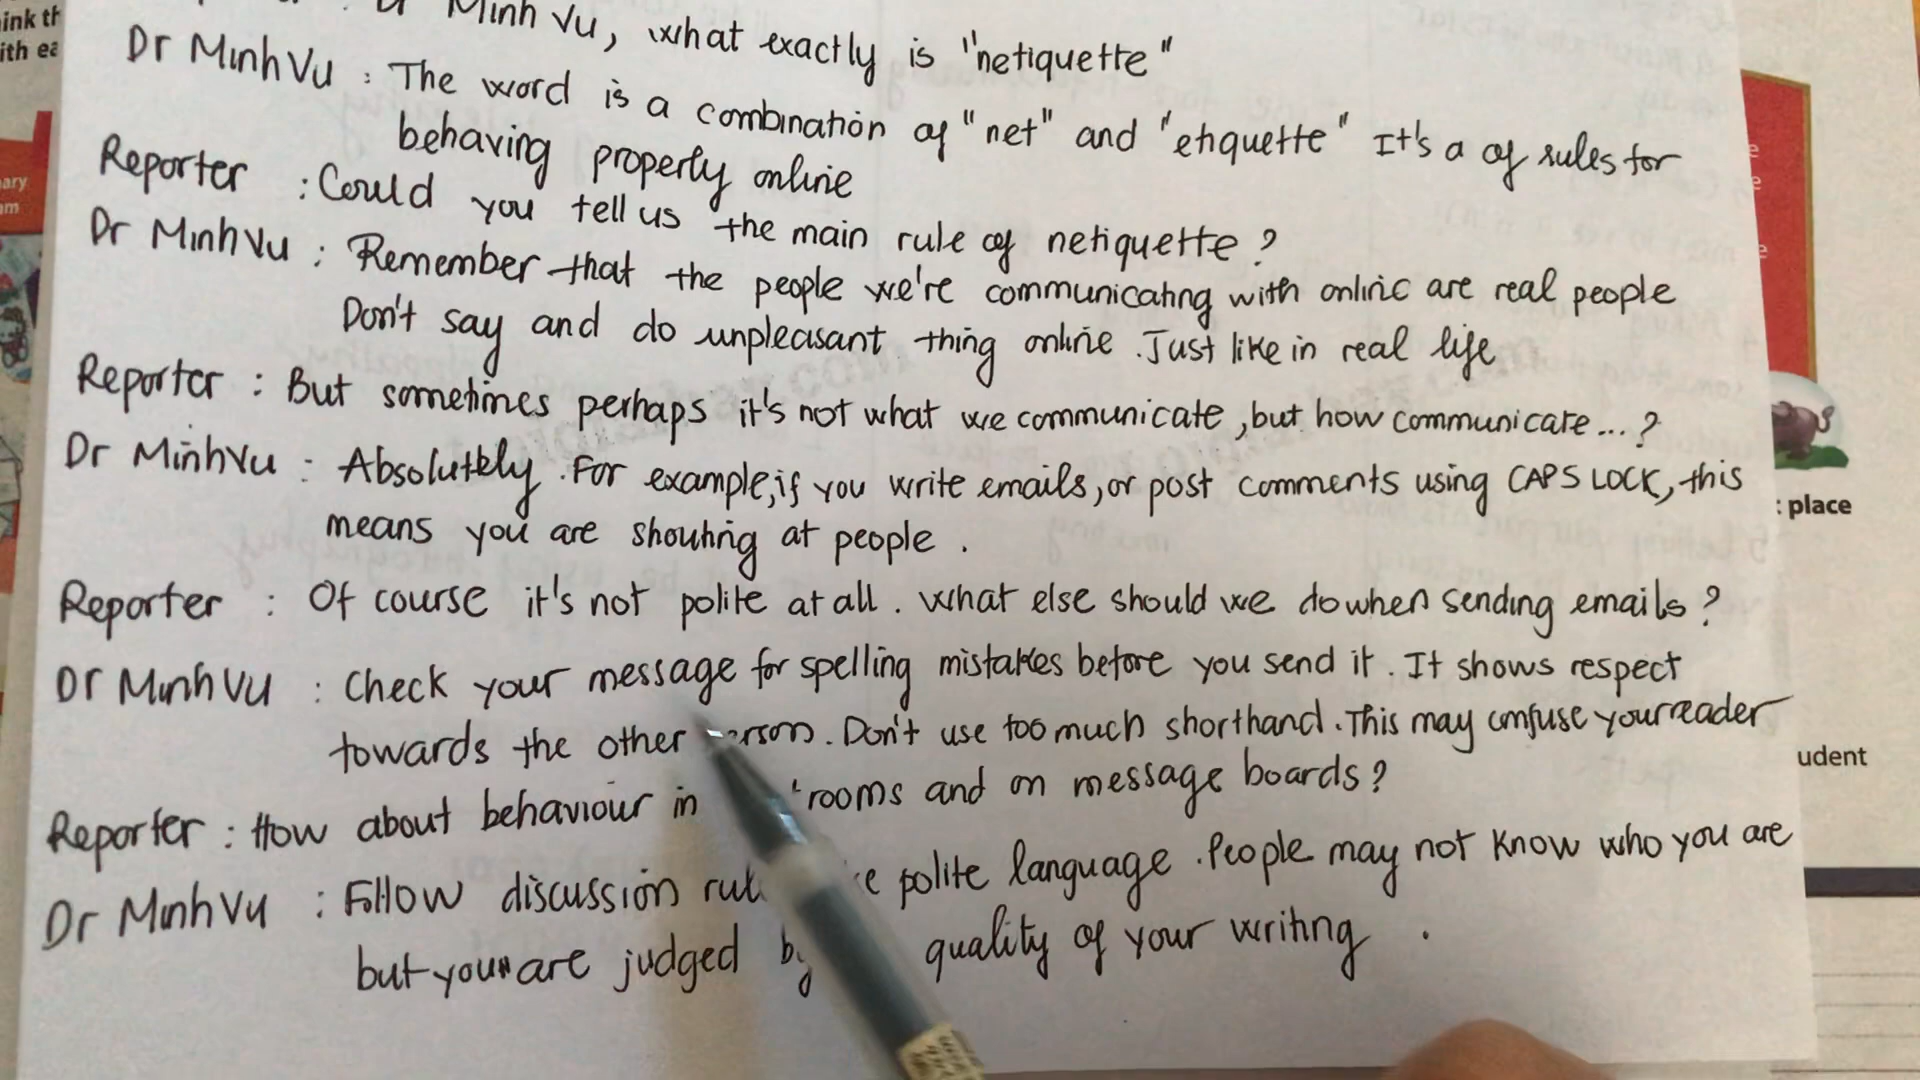 Minh Vu, what exactly is "netiquette"
Dr Minh Vu : The word is a combination of "net" and "etiquette" It's a of rules for
behaving properly online
Reporter : Could you tell us the main rule of netiquette ?
Dr Minh Vu : Remember that the people we're communicating with online are real people
Don't say and do unpleasant thing online . Just like in real life
Reporter : But sometimes perhaps it's not what we communicate , but how communicate ... ?
Dr Minh Vu : Absolutely . For example, if you write emails, or post comments using CAPS LOCK, this
means you are shouting at people .
Reporter : Of course it's not polite at all . What else should we do when sending emails ?
Dr Minh Vu : Check your message for spelling mistakes before you send it . It shows respect
towards the other . Don't use too much shorthand . This may confuse your reader
Reporter : How about behaviour in rooms and on message boards ?
Dr Minh Vu : Follow discussion polite language . People may not know who you are
but you are judged quality of your writing .
: place
udent